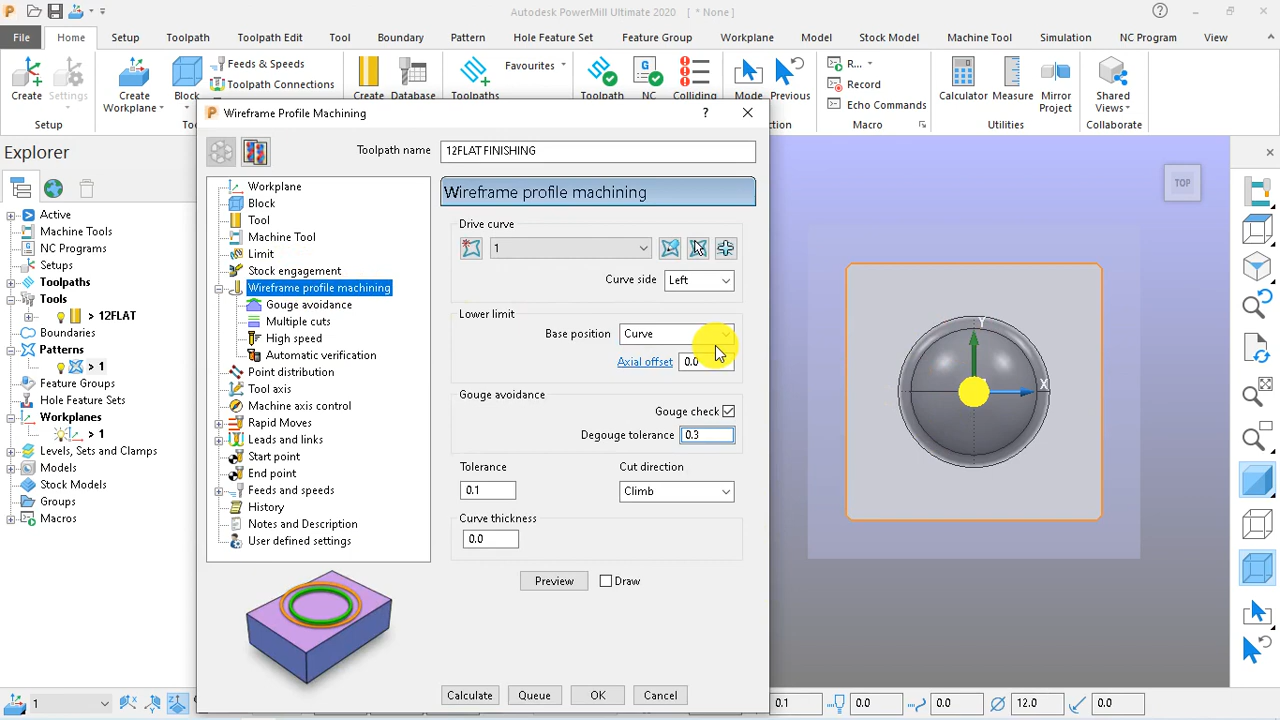 Autodesk PowerMill Ultimate 2020 [ * None ]
File Home Setup Toolpath Toolpath Edit Tool Boundary Pattern Hole Feature Set Feature Group Workplane Model Stock Model Machine Tool Simulation NC Program View
Create
Settings
Setup
Create
Workplane
Block
Feeds & Speeds
Toolpath Connections
Create
Database
Toolpaths
Favourites
Toolpath
NC
Colliding
Mode
Previous
R...
Record
Echo Commands
Macro
Calculator
Measure
Mirror
Project
Utilities
Shared
Views
Collaborate
Explorer
Active
Machine Tools
NC Programs
Setups
Toolpaths
Tools
> 12FLAT
Boundaries
Patterns
> 1
Feature Groups
Hole Feature Sets
Workplanes
> 1
Levels, Sets and Clamps
Models
Stock Models
Groups
Macros
Wireframe Profile Machining
?
Toolpath name 12FLAT FINISHING
Workplane
Block
Tool
Machine Tool
Limit
Stock engagement
Wireframe profile machining
Gouge avoidance
Multiple cuts
High speed
Automatic verification
Point distribution
Tool axis
Machine axis control
Rapid Moves
Leads and links
Start point
End point
Feeds and speeds
History
Notes and Description
User defined settings
Wireframe profile machining
Drive curve
1
Curve side Left
Lower limit
Base position Curve
Axial offset 0.0
Gouge avoidance
Gouge check
Degouge tolerance 0.3
Tolerance Cut direction
0.1 Climb
Curve thickness
0.0
Preview Draw
Calculate Queue OK Cancel
TOP
Y
X
1
0.1 0.0 0.0 12.0 0.0